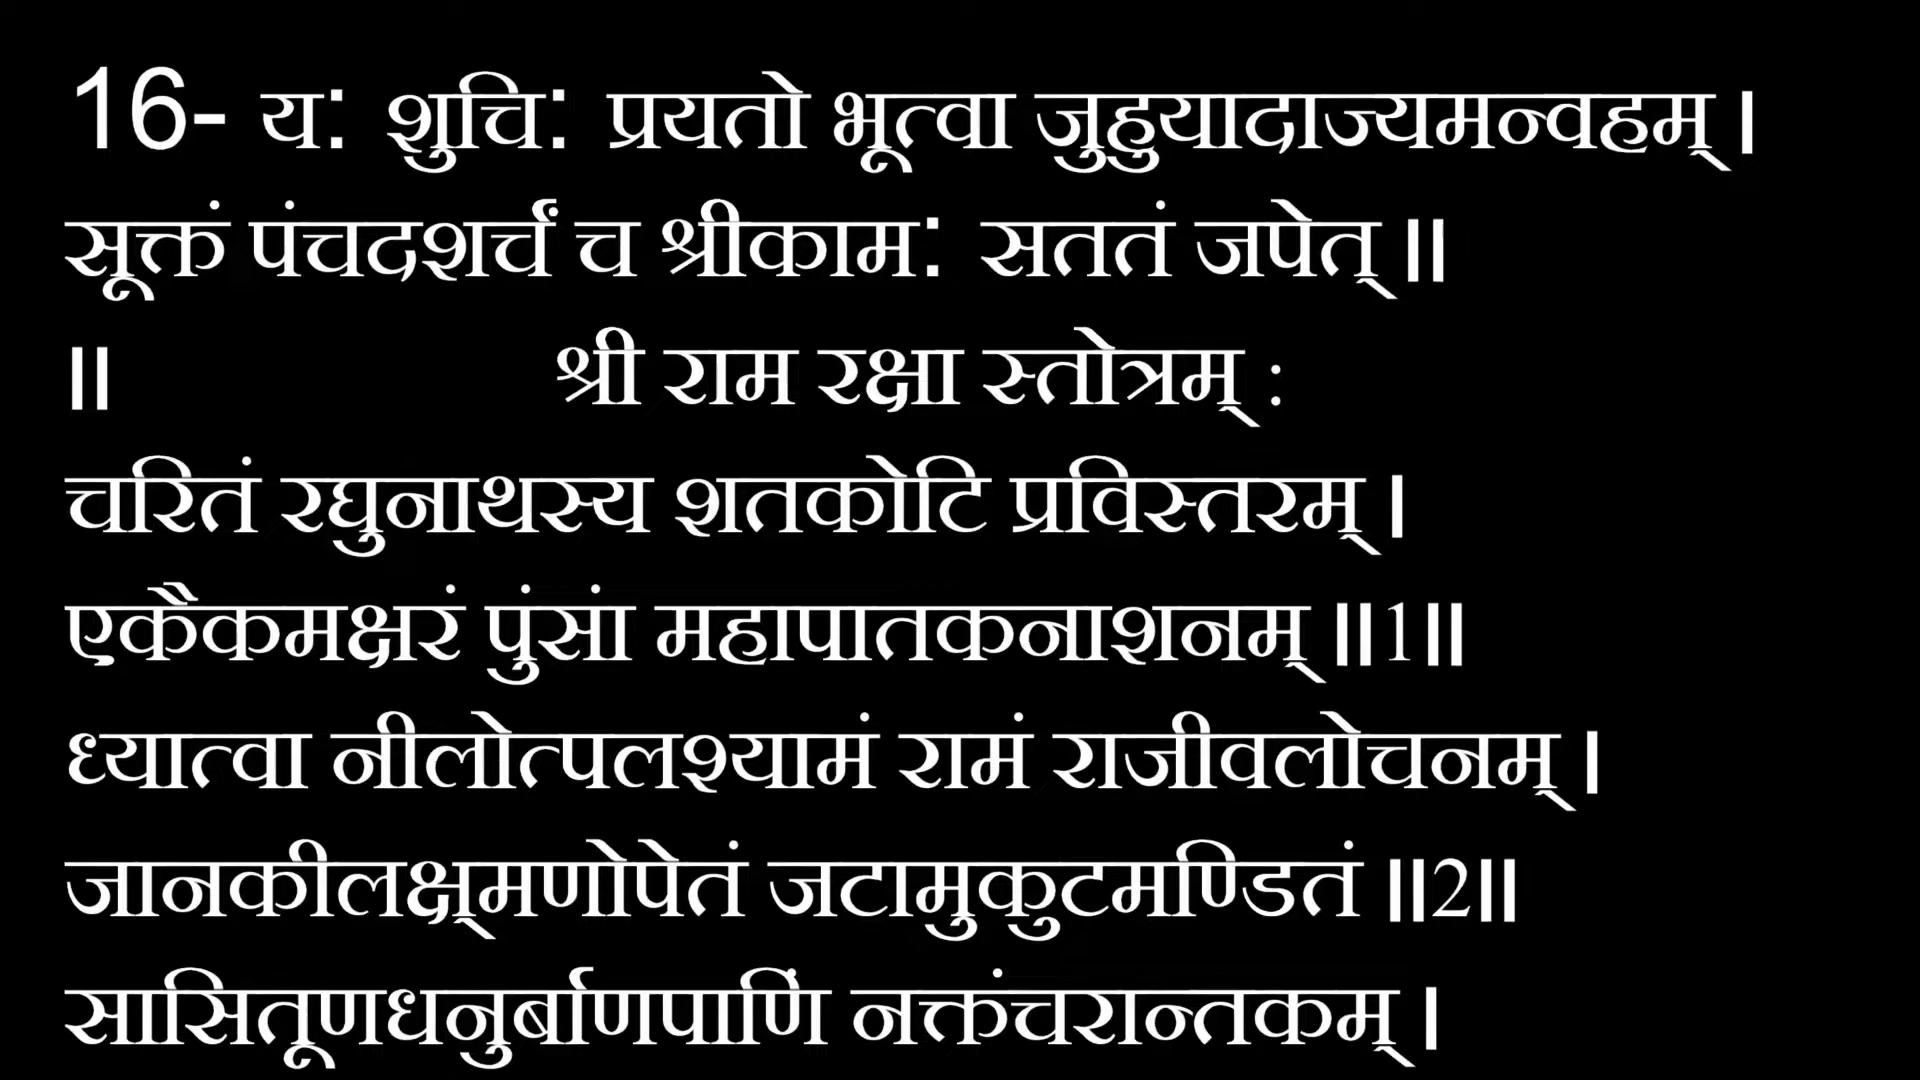 16- य: शुचि: प्रयतो भूत्वा जुहुयादाज्यमन्वहम् ।
सूक्तं पंचदशर्चं च श्रीकाम: सततं जपेत् ॥
॥ श्री राम रक्षा स्तोत्रम् :
चरितं रघुनाथस्य शतकोटि प्रविस्तरम् ।
एकैकमक्षरं पुंसां महापातकनाशनम् ॥1॥
ध्यात्वा नीलोत्पलश्यामं रामं राजीवलोचनम् ।
जानकीलक्ष्मणोपेतं जटामुकुटमण्डितं ॥2॥
सासितूणधनुर्बाणपाणिं नक्तंचरान्तकम् ।